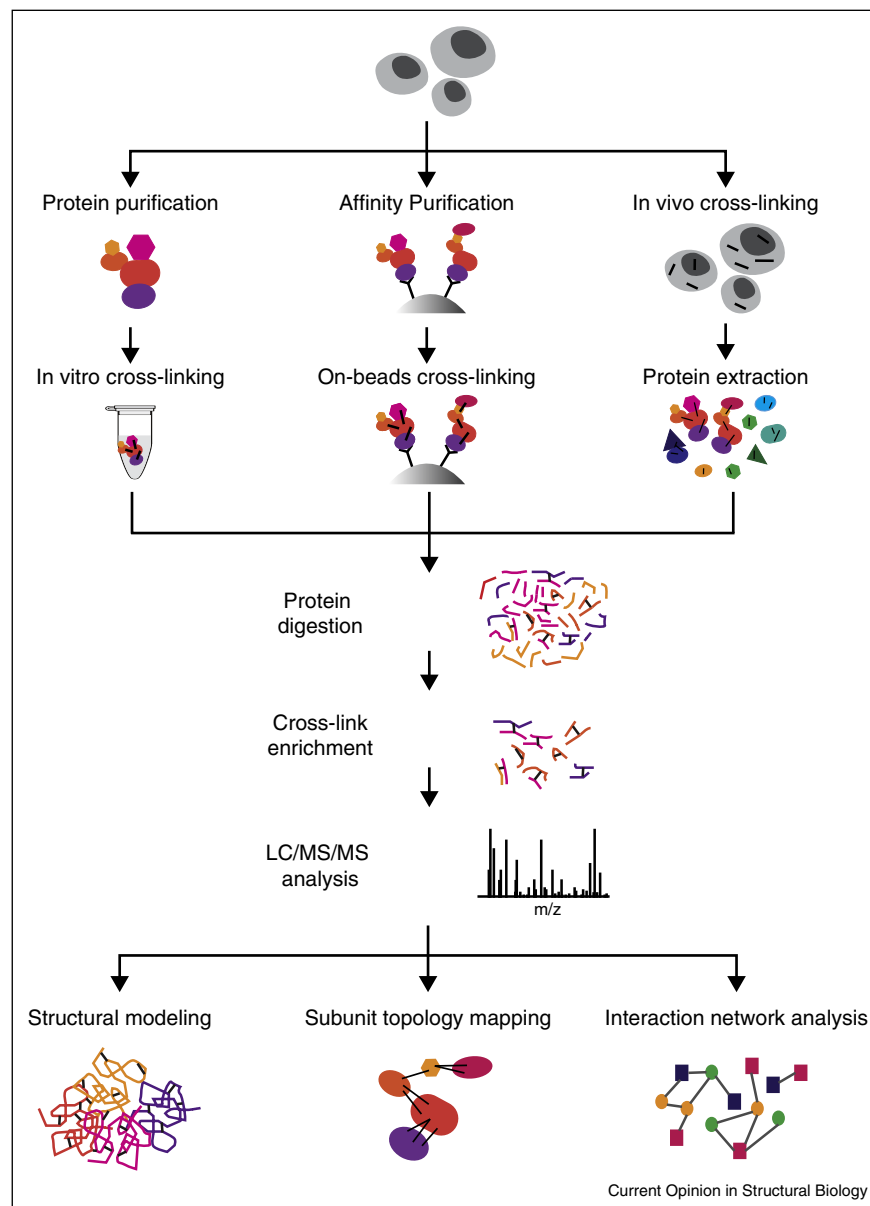 Protein purification
Affinity Purification
In vivo cross-linking
In vitro cross-linking
On-beads cross-linking
Protein extraction
Protein
digestion
Cross-link
enrichment
LC/MS/MS
analysis
m/z
Structural modeling
Subunit topology mapping
Interaction network analysis
Current Opinion in Structural Biology